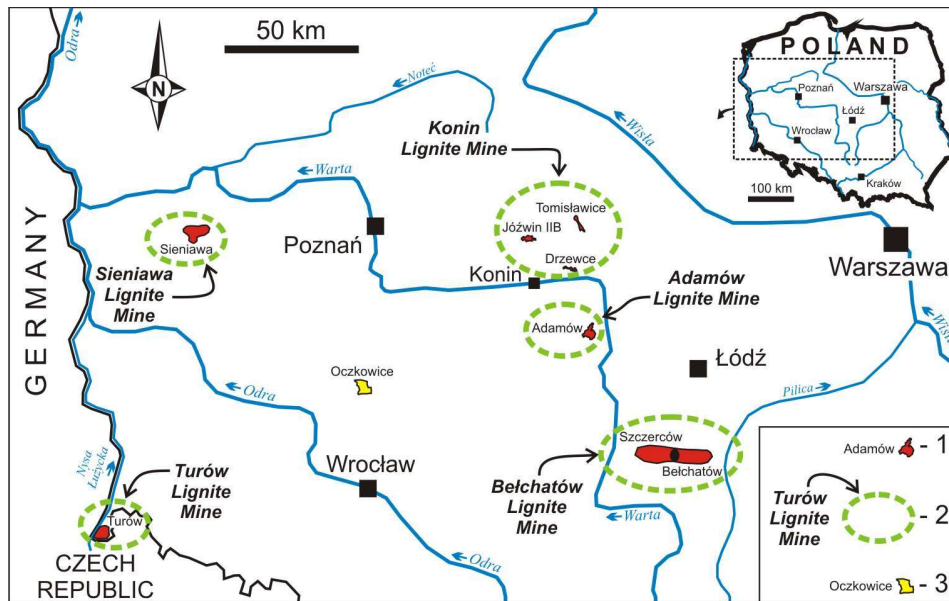 Odra
50 km
N
Noteć
Wisła
POLAND
Poznań
Warszawa
Łódź
Wrocław
Kraków
100 km
Konin
Lignite Mine
Warta
Tomisławice
Jóźwin IIB
Drzewce
Sieniawa
Sieniawa
Lignite
Mine
Poznań
Konin
Warszawa
Adamów
Lignite Mine
Adamów
GERMANY
Łódź
Wisła
Oczkowice
Odra
Pilica
Nysa
Łużycka
Turów
Lignite
Mine
Wrocław
Szczerców
Bełchatów
Bełchatów
Lignite
Mine
Turów
Warta
CZECH
REPUBLIC
Odra
Adamów - 1
Turów
Lignite
Mine
- 2
Oczkowice - 3